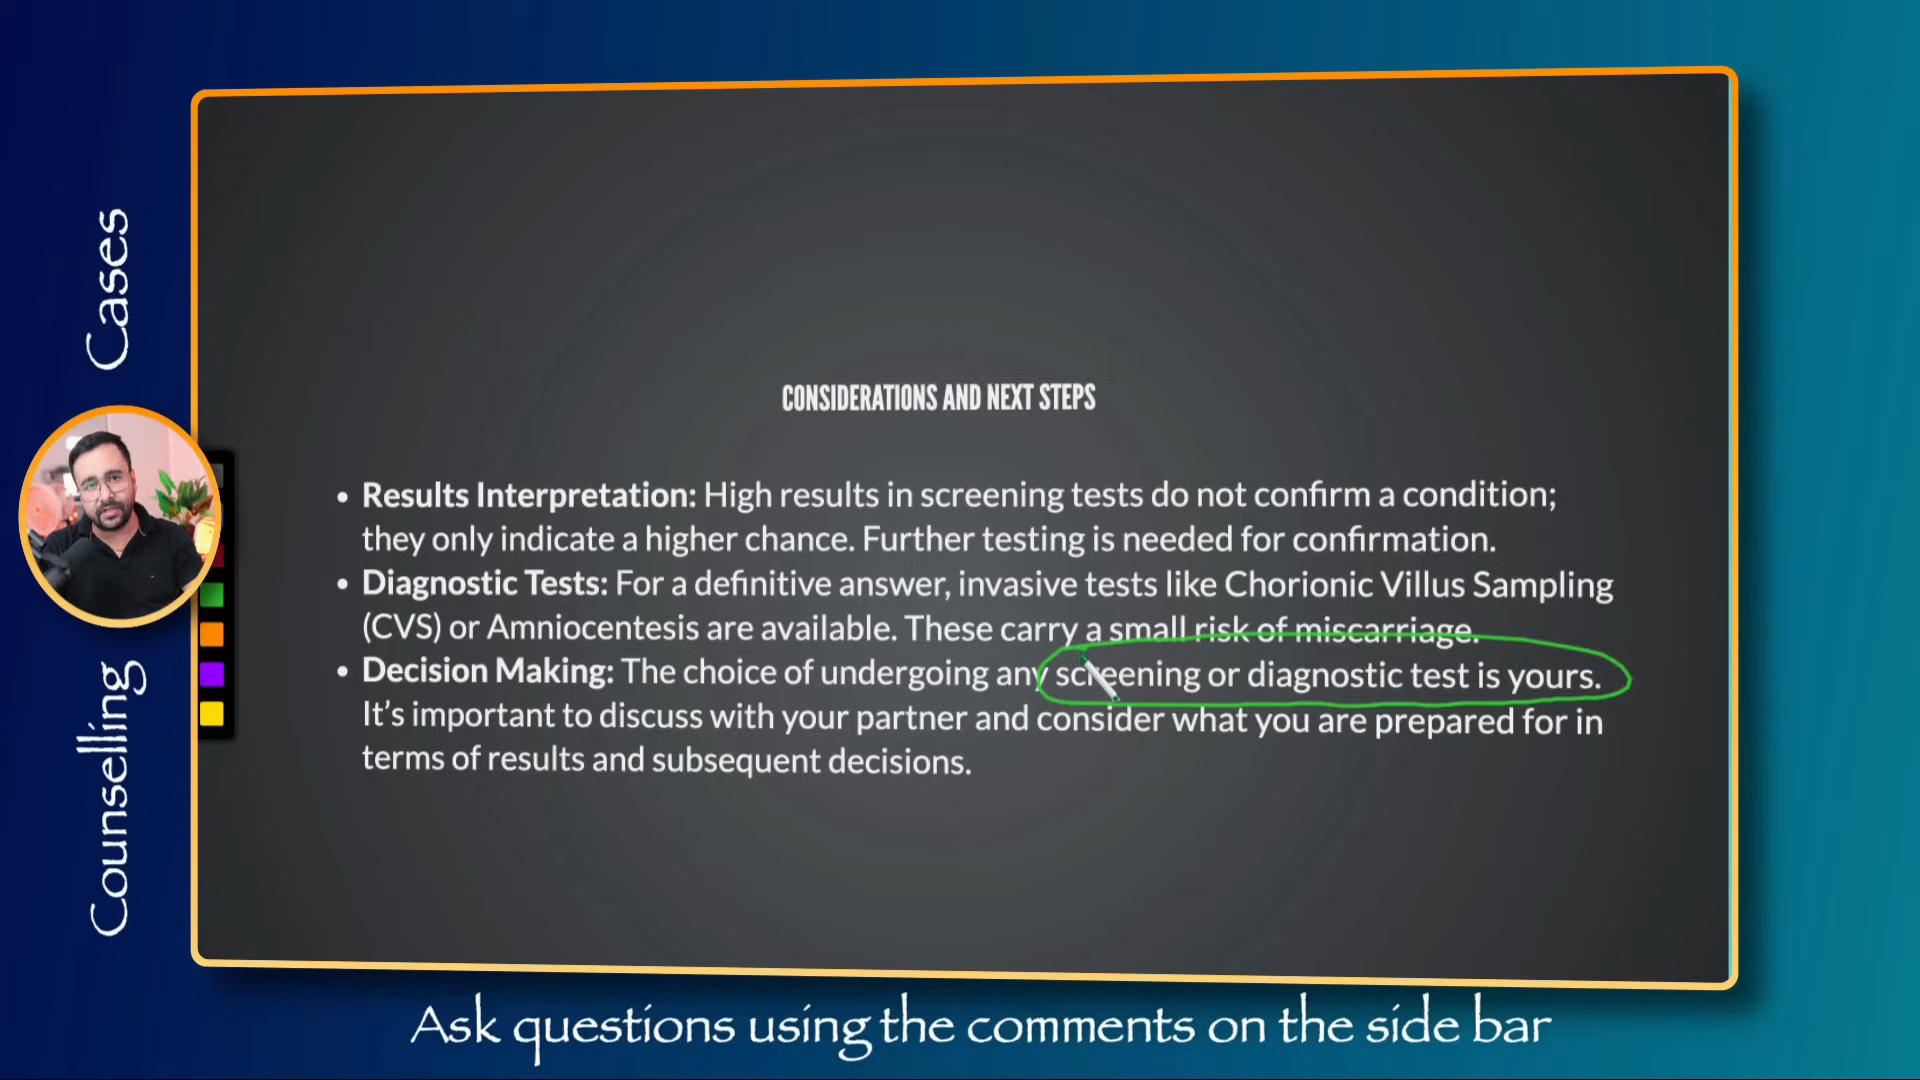 Counselling Cases
CONSIDERATIONS AND NEXT STEPS
• Results Interpretation: High results in screening tests do not confirm a condition;
they only indicate a higher chance. Further testing is needed for confirmation.
• Diagnostic Tests: For a definitive answer, invasive tests like Chorionic Villus Sampling
(CVS) or Amniocentesis are available. These carry a small risk of miscarriage.
• Decision Making: The choice of undergoing any screening or diagnostic test is yours.
It's important to discuss with your partner and consider what you are prepared for in
terms of results and subsequent decisions.
Ask questions using the comments on the side bar